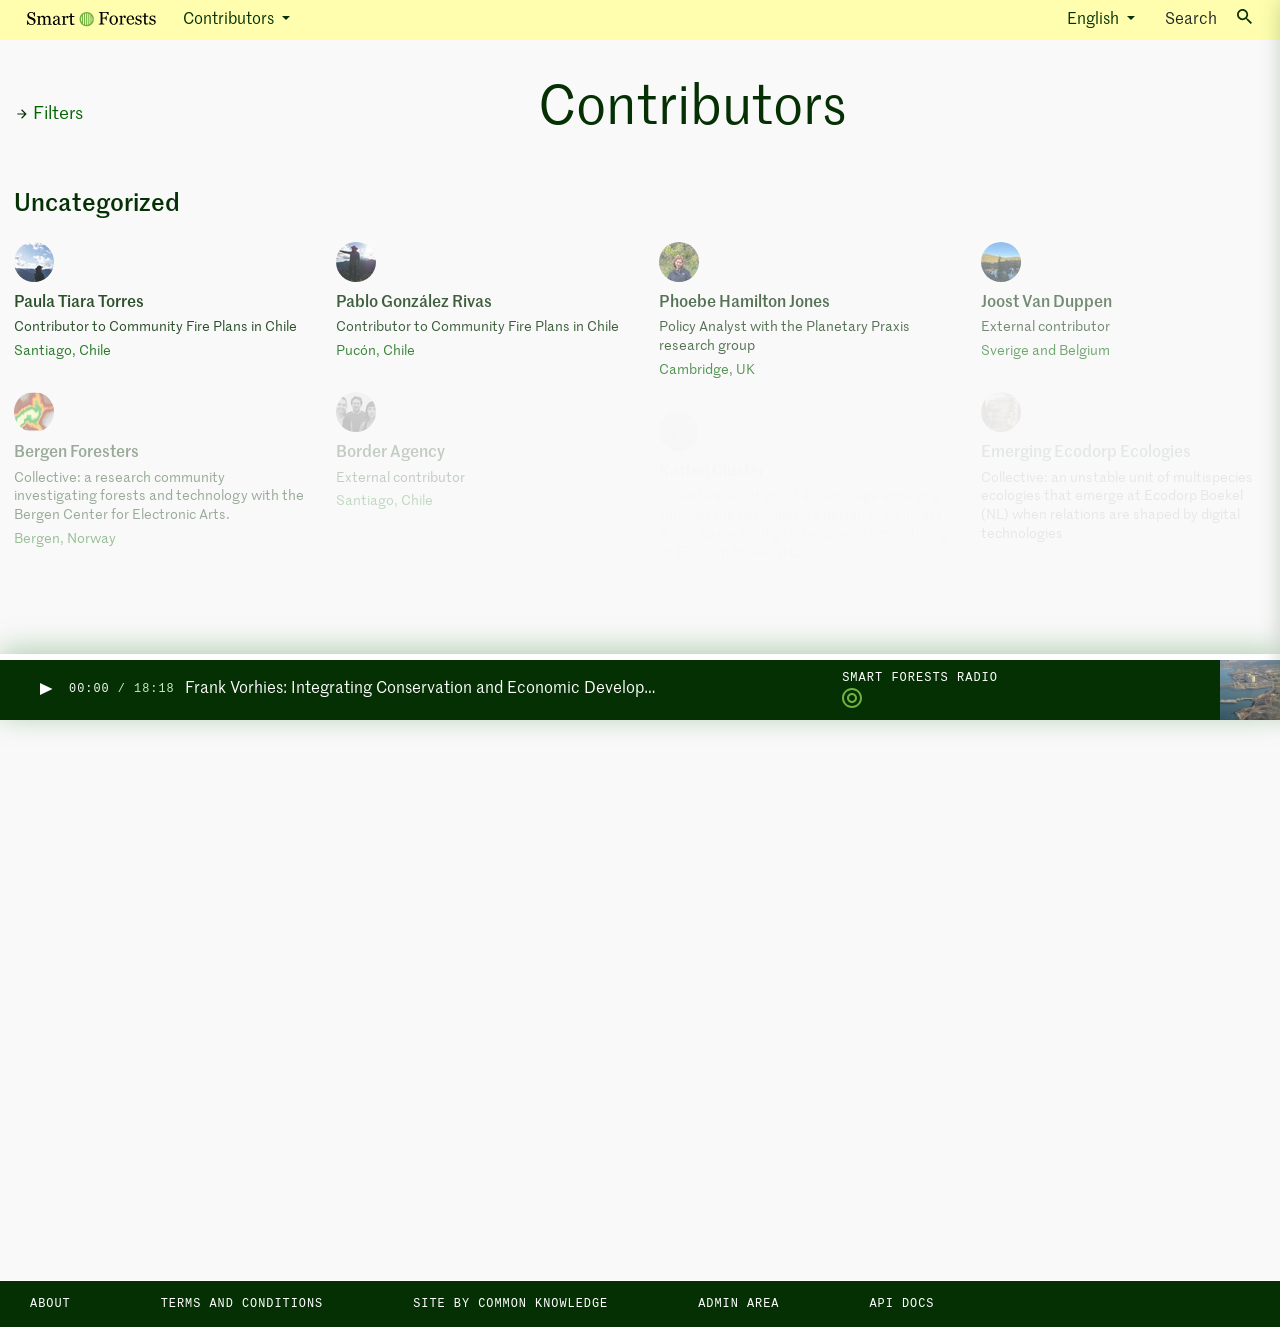 Smart Forests
Contributors
English
Search
Filters
Contributors
Uncategorized
Paula Tiara Torres
Contributor to Community Fire Plans in Chile
Santiago, Chile
Pablo González Rivas
Contributor to Community Fire Plans in Chile
Pucón, Chile
Phoebe Hamilton Jones
Policy Analyst with the Planetary Praxis
research group
Cambridge, UK
Joost Van Duppen
External contributor
Sverige and Belgium
Bergen Foresters
Collective: a research community
investigating forests and technology with the
Bergen Center for Electronic Arts.
Bergen, Norway
Border Agency
External contributor
Santiago, Chile
Emerging Ecodorp Ecologies
Collective: an unstable unit of multispecies
ecologies that emerge at Ecodorp Boekel
(NL) when relations are shaped by digital
technologies
00:00 / 18:18 Frank Vorhies: Integrating Conservation and Economic Develop...
SMART FORESTS RADIO
ABOUT
TERMS AND CONDITIONS
SITE BY COMMON KNOWLEDGE
ADMIN AREA
API DOCS